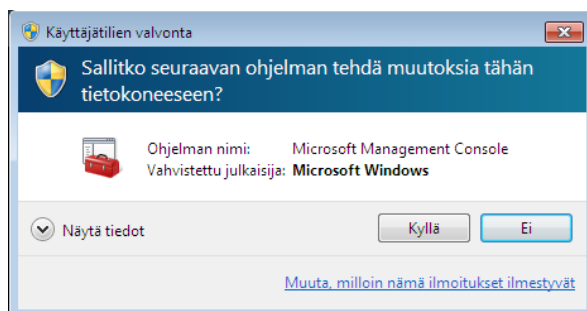 Käyttäjätilien valvonta
Sallitko seuraavan ohjelman tehdä muutoksia tähän
tietokoneeseen?
Ohjelman nimi: Microsoft Management Console
Vahvistettu julkaisija: Microsoft Windows
Näytä tiedot Kyllä Ei
Muuta, milloin nämä ilmoitukset ilmestyvät